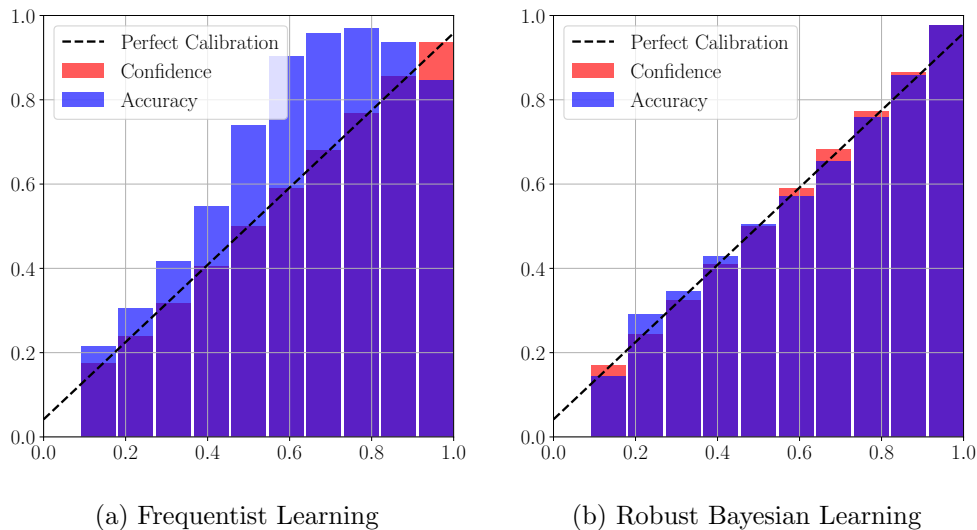 1.0
0.8
0.6
0.4
0.2
0.0
Perfect Calibration
Confidence
Accuracy
0.0 0.2 0.4 0.6 0.8 1.0
(a) Frequentist Learning
1.0
0.8
0.6
0.4
0.2
0.0
Perfect Calibration
Confidence
Accuracy
0.0 0.2 0.4 0.6 0.8 1.0
(b) Robust Bayesian Learning